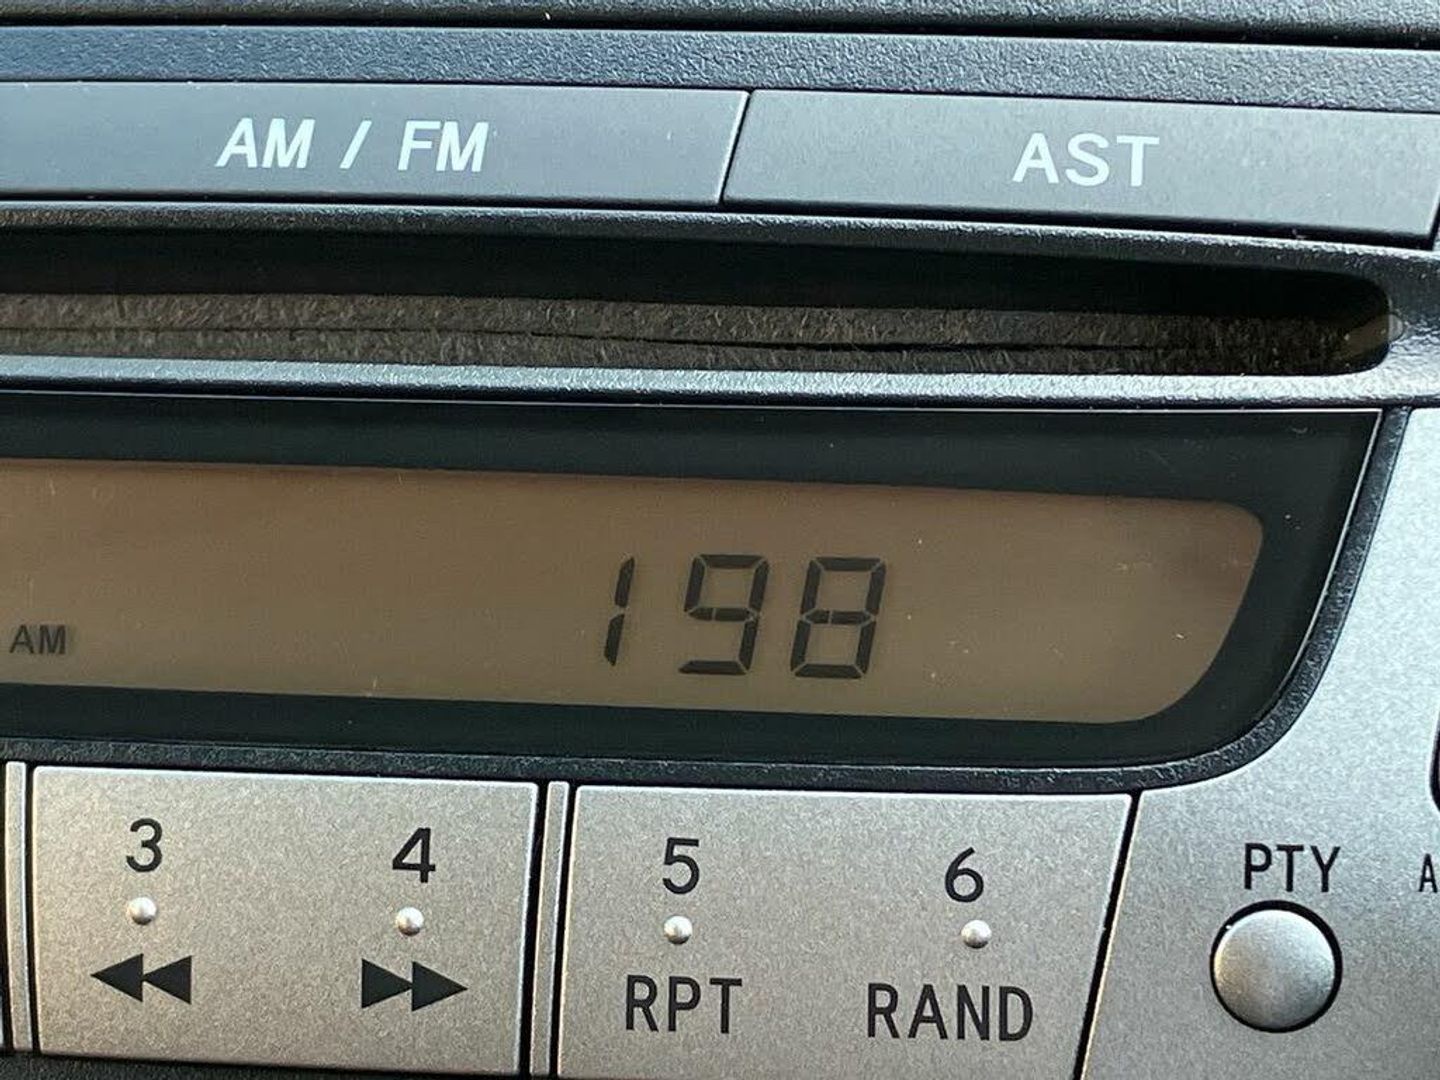 AM / FM AST
AM 198
3 4 5 6 PTY A
RPT RAND